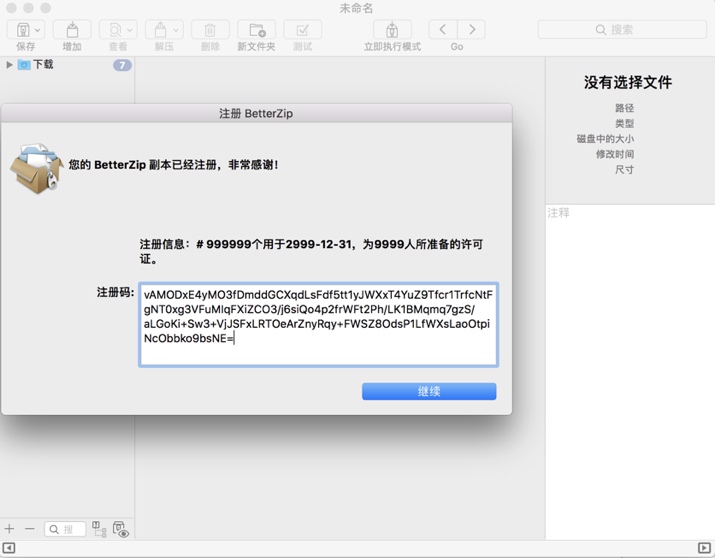 未命名
保存
增加
查看
解压
删除
新文件夹
测试
立即执行模式
Go
搜索
下载
7
没有选择文件
路径
类型
磁盘中的大小
修改时间
尺寸
注释
注册 BetterZip
您的 BetterZip 副本已经注册，非常感谢！
注册信息：# 999999个用于2999-12-31，为9999人所准备的许可
证。
注册码:
vAMODxE4yMO3fDmddGCXqdLsFdf5tt1yJWXxT4YuZ9Tfcr1TrfcNtF
gNT0xg3VFuMlqFXiZCO3/j6siQo4p2frWFt2Ph/LK1BMqmq7gzS/
aLGoKi+Sw3+VjJSFxLRTOeArZnyRqy+FWSZ8OdsP1LfWXsLaoOtpi
NcObbko9bsNE=
继续
搜